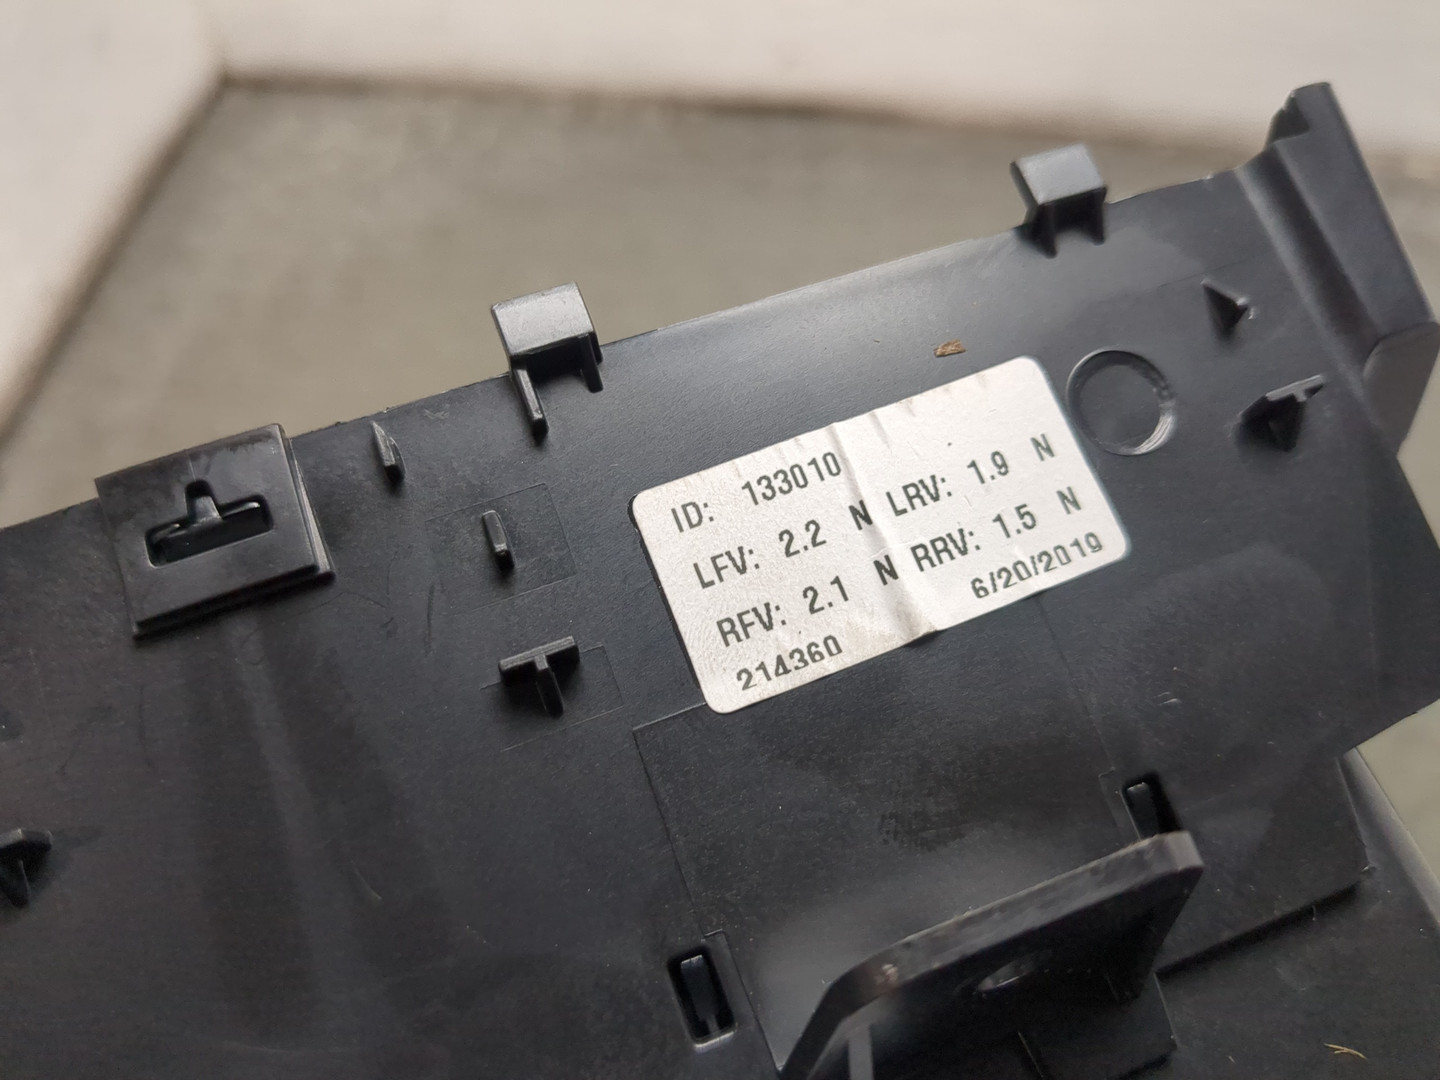 ID: 133010
LFV: 2.2 N LRV: 1.9 N
RFV: 2.1 N RRV: 1.5 N
214360 6/20/2019